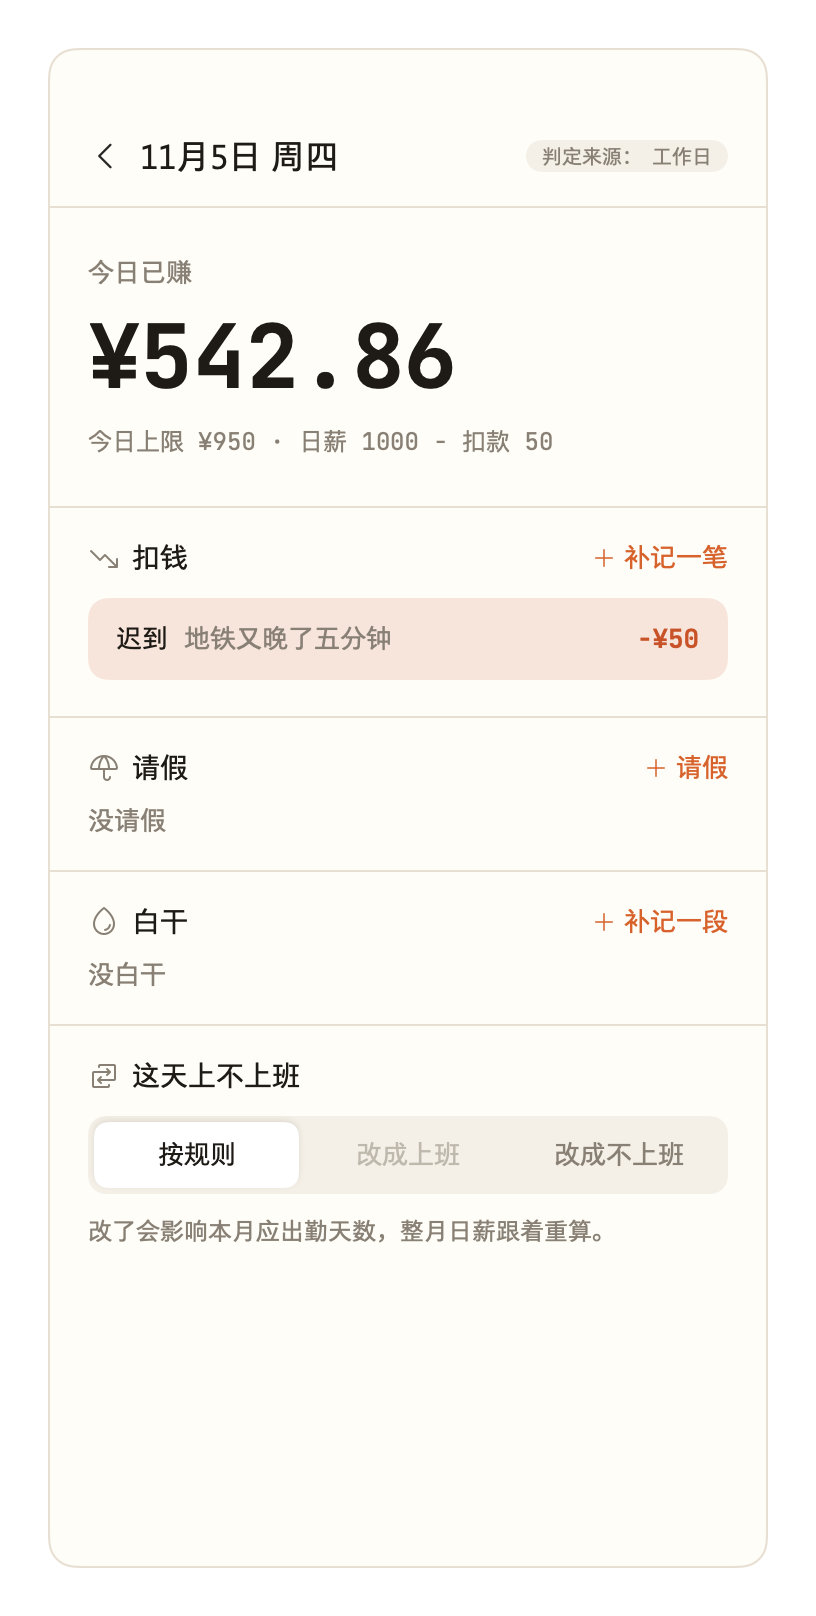 11月5日 周四
判定来源： 工作日
今日已赚
¥542.86
今日上限 ¥950 · 日薪 1000 - 扣款 50
扣钱
+ 补记一笔
迟到 地铁又晚了五分钟
-¥50
请假
+ 请假
没请假
白干
+ 补记一段
没白干
这天上不上班
按规则
改成上班
改成不上班
改了会影响本月应出勤天数，整月日薪跟着重算。